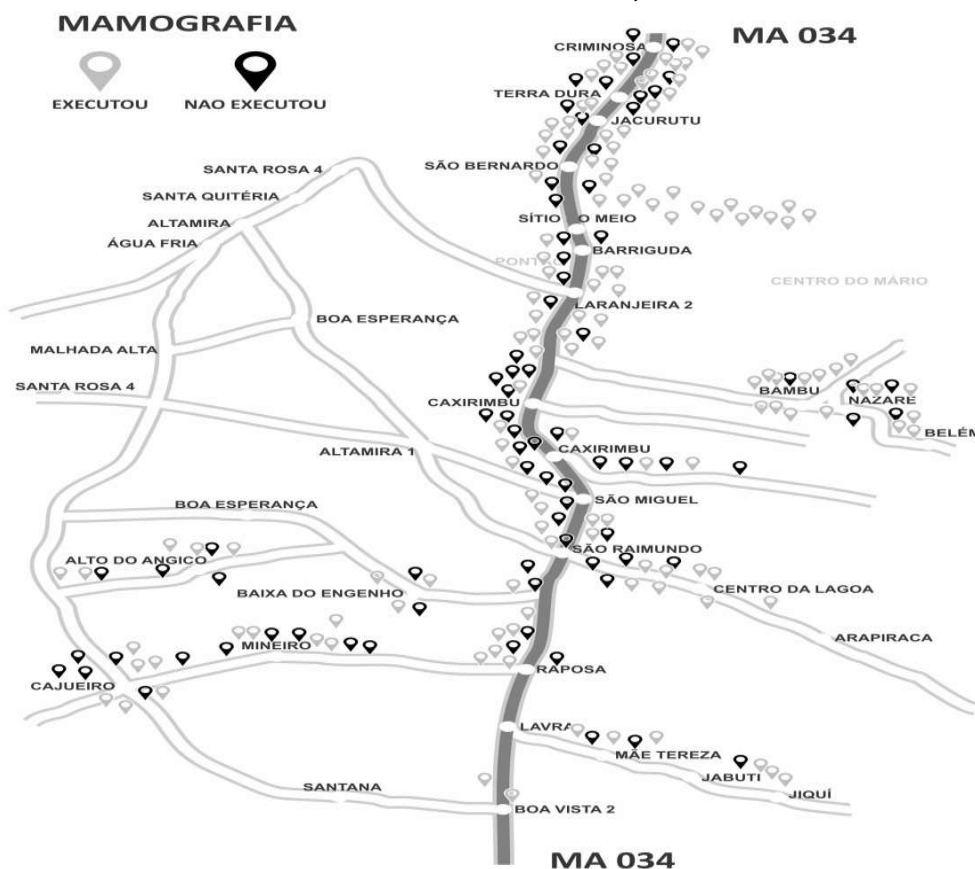 MAMOGRAFIA
MA 034
EXECUTOU
NAO EXECUTOU
CRIMINOSA
TERRA DURA
JACURUTU
SANTA ROSA 4
SÃO BERNARDO
SANTA QUITÉRIA
ALTAMIRA
SÍTIO DO MEIO
ÁGUA FRIA
BARRIGUDA
CENTRO DO MÁRIO
LARANJEIRA 2
BOA ESPERANÇA
MALHADA ALTA
SANTA ROSA 4
BAMBU
NAZARÉ
CAXIRIMBU
BELÉM
ALTAMIRA 1
CAXIRIMBU
BOA ESPERANÇA
SÃO MIGUEL
SÃO RAIMUNDO
ALTO DO ANGICO
BAIXA DO ENGENHO
CENTRO DA LAGOA
ARAPIRACA
MINEIRO
RAPOSA
CAJUEIRO
LAVRA
MÃE TEREZA
JABUTI
SANTANA
JIQUÍ
BOA VISTA 2
MA 034